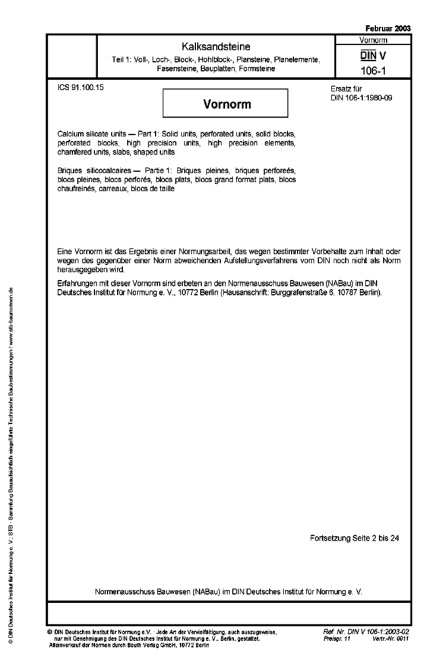 Februar 2003
Kalksandsteine
Teil 1: Voll-, Loch-, Block-, Hohlblock-, Plansteine, Planelemente,
Fasensteine, Bauplatten, Formsteine
Vornorm
DIN V
106-1
ICS 91.100.15
Vornorm
Ersatz für
DIN 106-1:1980-09
Calcium silicate units — Part 1: Solid units, perforated units, solid blocks,
perforated blocks, high precision units, high precision elements,
chamfered units, slabs, shaped units
Briques silicocalcaires — Partie 1: Briques pleines, briques perforeés,
blocs pleines, blocs perforés, blocs plats, blocs grand format plats, blocs
chaufreinés, carreaux, blocs de taille
Eine Vornorm ist das Ergebnis einer Normungsarbeit, das wegen bestimmter Vorbehalte zum Inhalt oder
wegen des gegenüber einer Norm abweichenden Aufstellungsverfahrens vom DIN noch nicht als Norm
herausgegeben wird.
Erfahrungen mit dieser Vornorm sind erbeten an den Normenausschuss Bauwesen (NABau) im DIN
Deutsches Institut für Normung e. V., 10772 Berlin (Hausanschrift: Burggrafenstraße 6, 10787 Berlin).
Fortsetzung Seite 2 bis 24
Normenausschuss Bauwesen (NABau) im DIN Deutsches Institut für Normung e. V.
© DIN Deutsches Institut für Normung e.V. Jede Art der Vervielfältigung, auch auszugsweise,
nur mit Genehmigung des DIN Deutsches Institut für Normung e. V., Berlin, gestattet.
Alleinverkauf der Normen durch Beuth Verlag GmbH, 10772 Berlin
Ref. Nr. DIN V 106-1:2003-02
Preisgr. 11 Vertr.-Nr. 0011
© DIN Deutsches Institut für Normung e. V.; STB - Sammlung Bauaufsichtlich eingeführte Technische Baubestimmungen / www.stb-baunormen.de